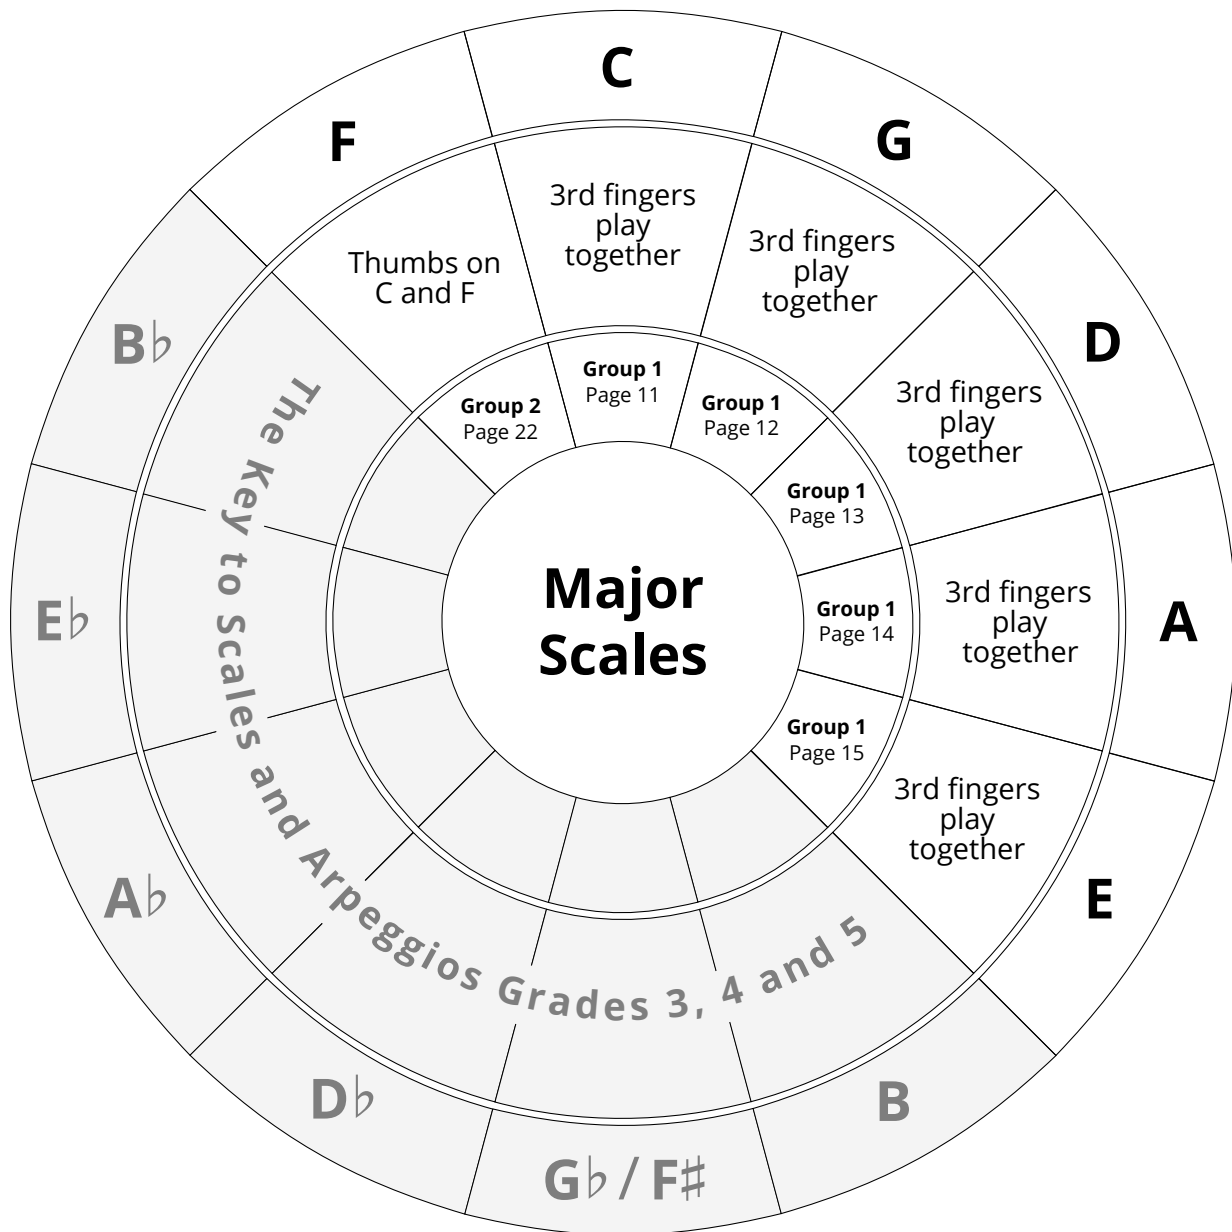 C
G
D
A
E
B
G♭ / F♯
D♭
A♭
E♭
B♭
F
3rd fingers
play
together
3rd fingers
play
together
3rd fingers
play
together
3rd fingers
play
together
3rd fingers
play
together
Thumbs on
C and F
The Key to Scales and Arpeggios Grades 3, 4 and 5
Group 1
Page 11
Group 1
Page 12
Group 1
Page 13
Group 1
Page 14
Group 1
Page 15
Group 2
Page 22
Major
Scales